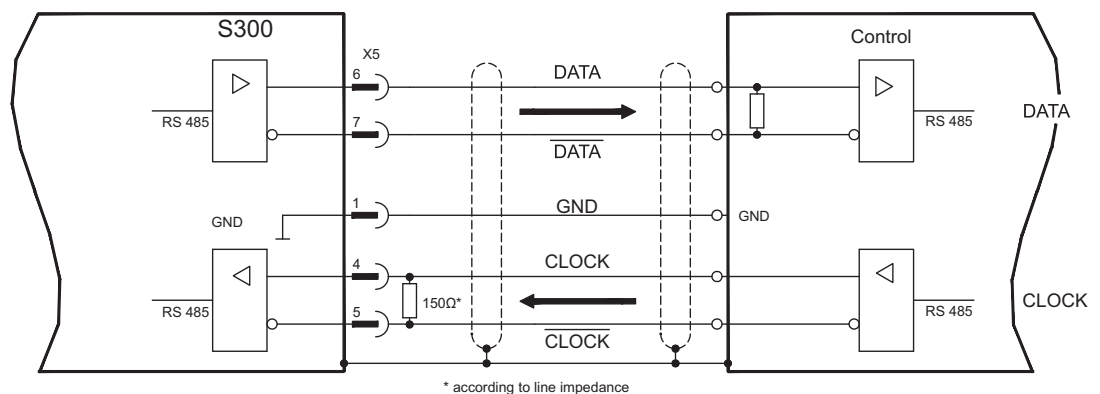 S300
Control
X5
6
DATA
RS 485
RS 485
DATA
7
DATA
1
GND
GND
GND
4
CLOCK
150Ω*
RS 485
RS 485
CLOCK
5
CLOCK
* according to line impedance